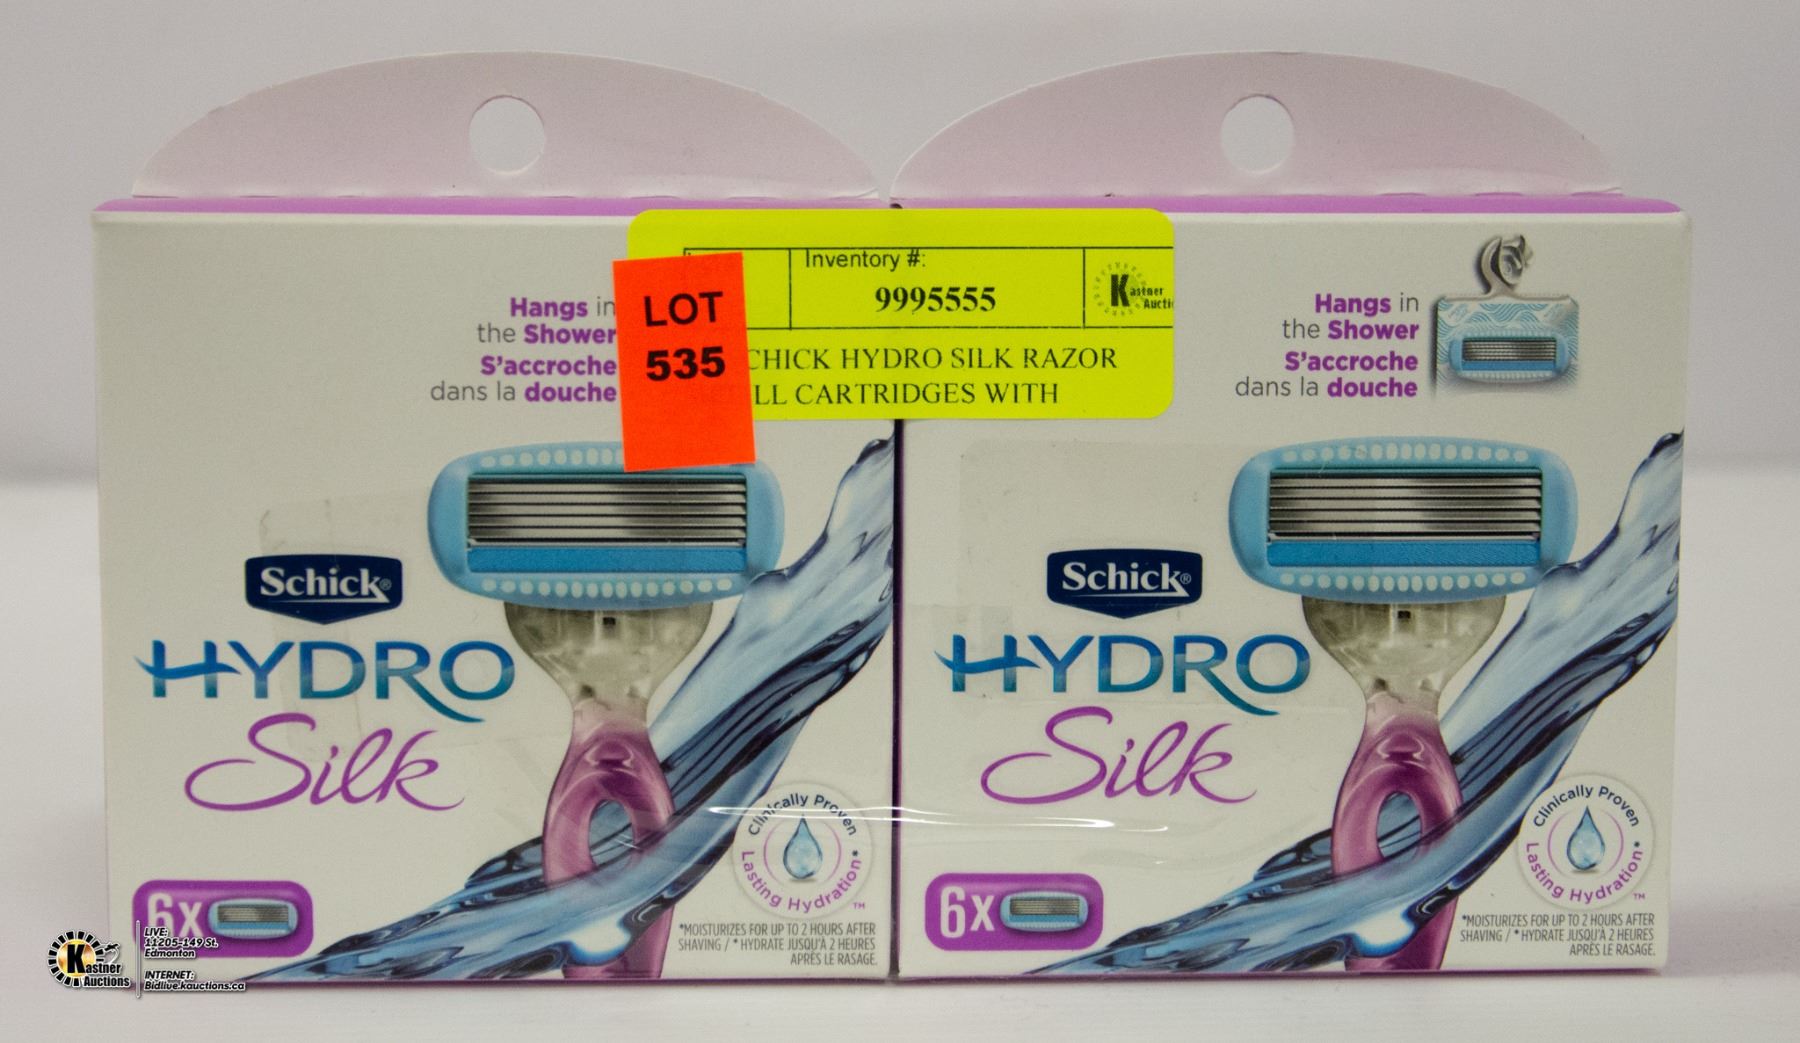 Inventory #:
9995555
Kastner
Aucti
LOT
535
CHICK HYDRO SILK RAZOR
LL CARTRIDGES WITH
Hangs in
the Shower
S'accroche
dans la douche
Schick®
HYDRO
Silk
6x
Clinically Proven
Lasting Hydration*
™
*MOISTURIZES FOR UP TO 2 HOURS AFTER
SHAVING / * HYDRATE JUSQU'À 2 HEURES
APRÈS LE RASAGE.
Hangs in
the Shower
S'accroche
dans la douche
Schick®
HYDRO
Silk
6x
Clinically Proven
Lasting Hydration*
™
*MOISTURIZES FOR UP TO 2 HOURS AFTER
SHAVING / * HYDRATE JUSQU'À 2 HEURES
APRÈS LE RASAGE.
Kastner
Auctions
LIVE:
11205-149 St.
Edmonton
INTERNET:
Bidlive.kauctions.ca